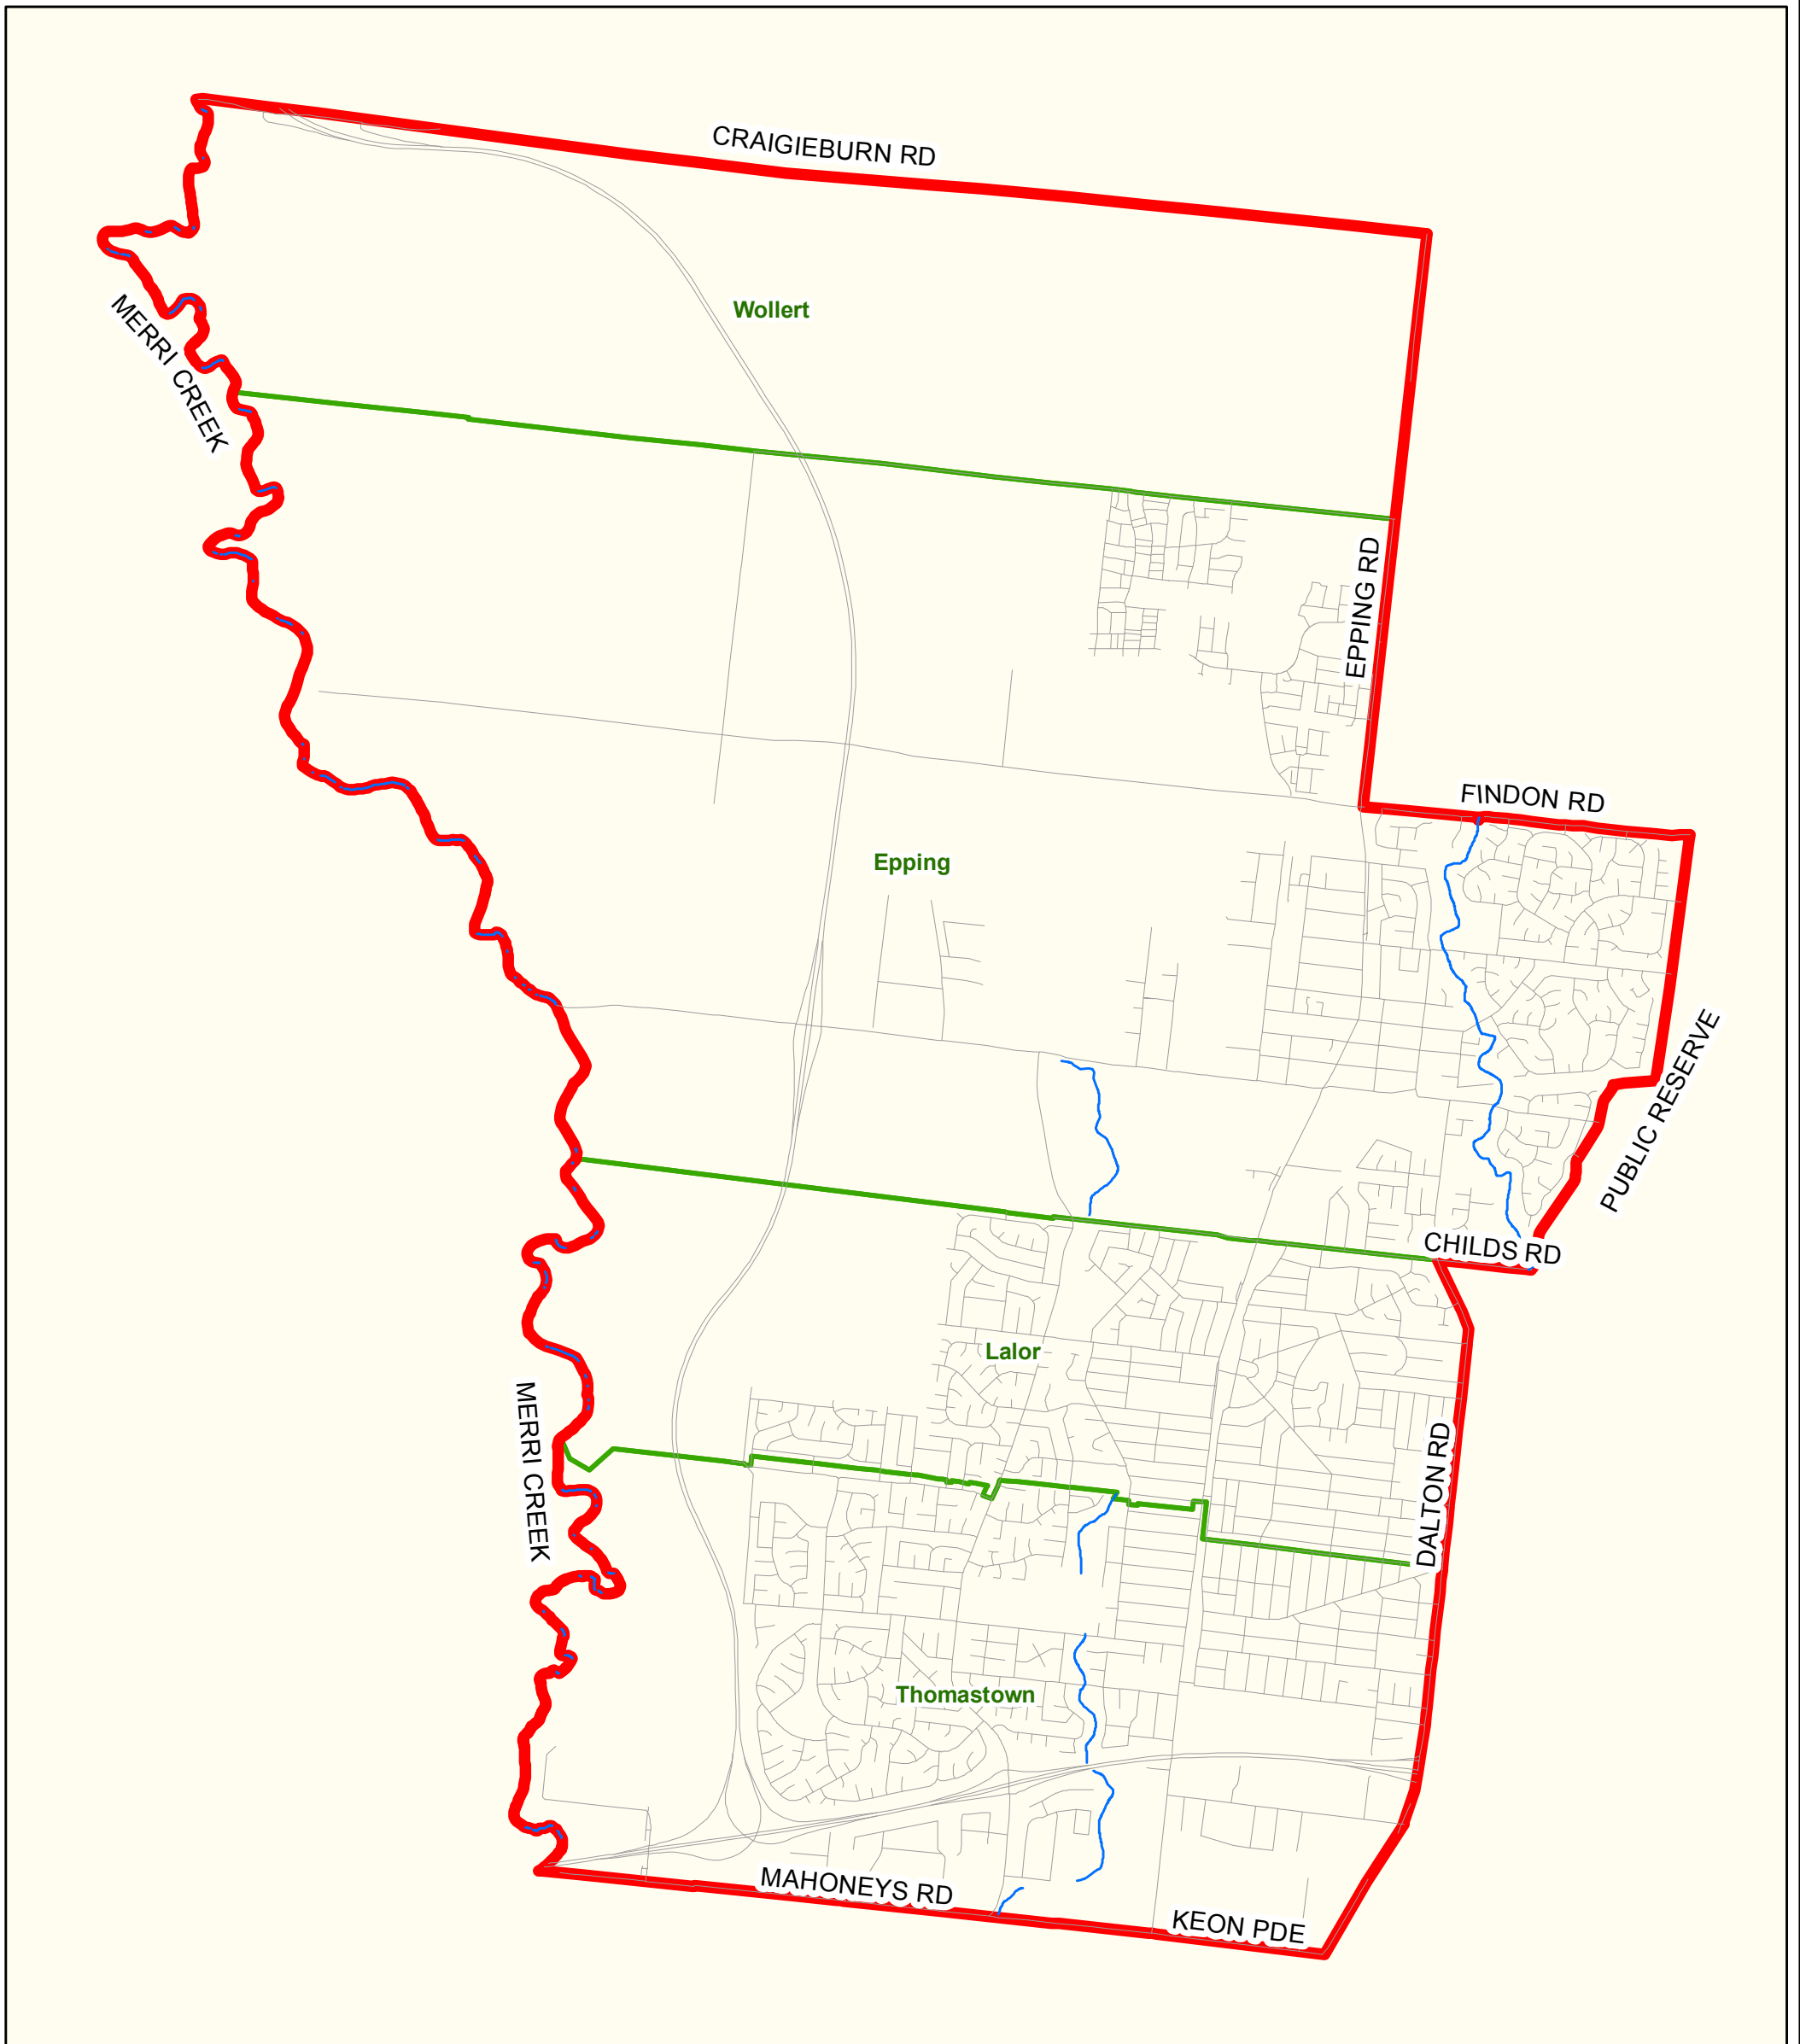 CRAIGIEBURN RD
Wollert
MERRI CREEK
EPPING RD
FINDON RD
Epping
PUBLIC RESERVE
CHILDS RD
Lalor
MERRI CREEK
DALTON RD
Thomastown
MAHONEYS RD
KEON PDE